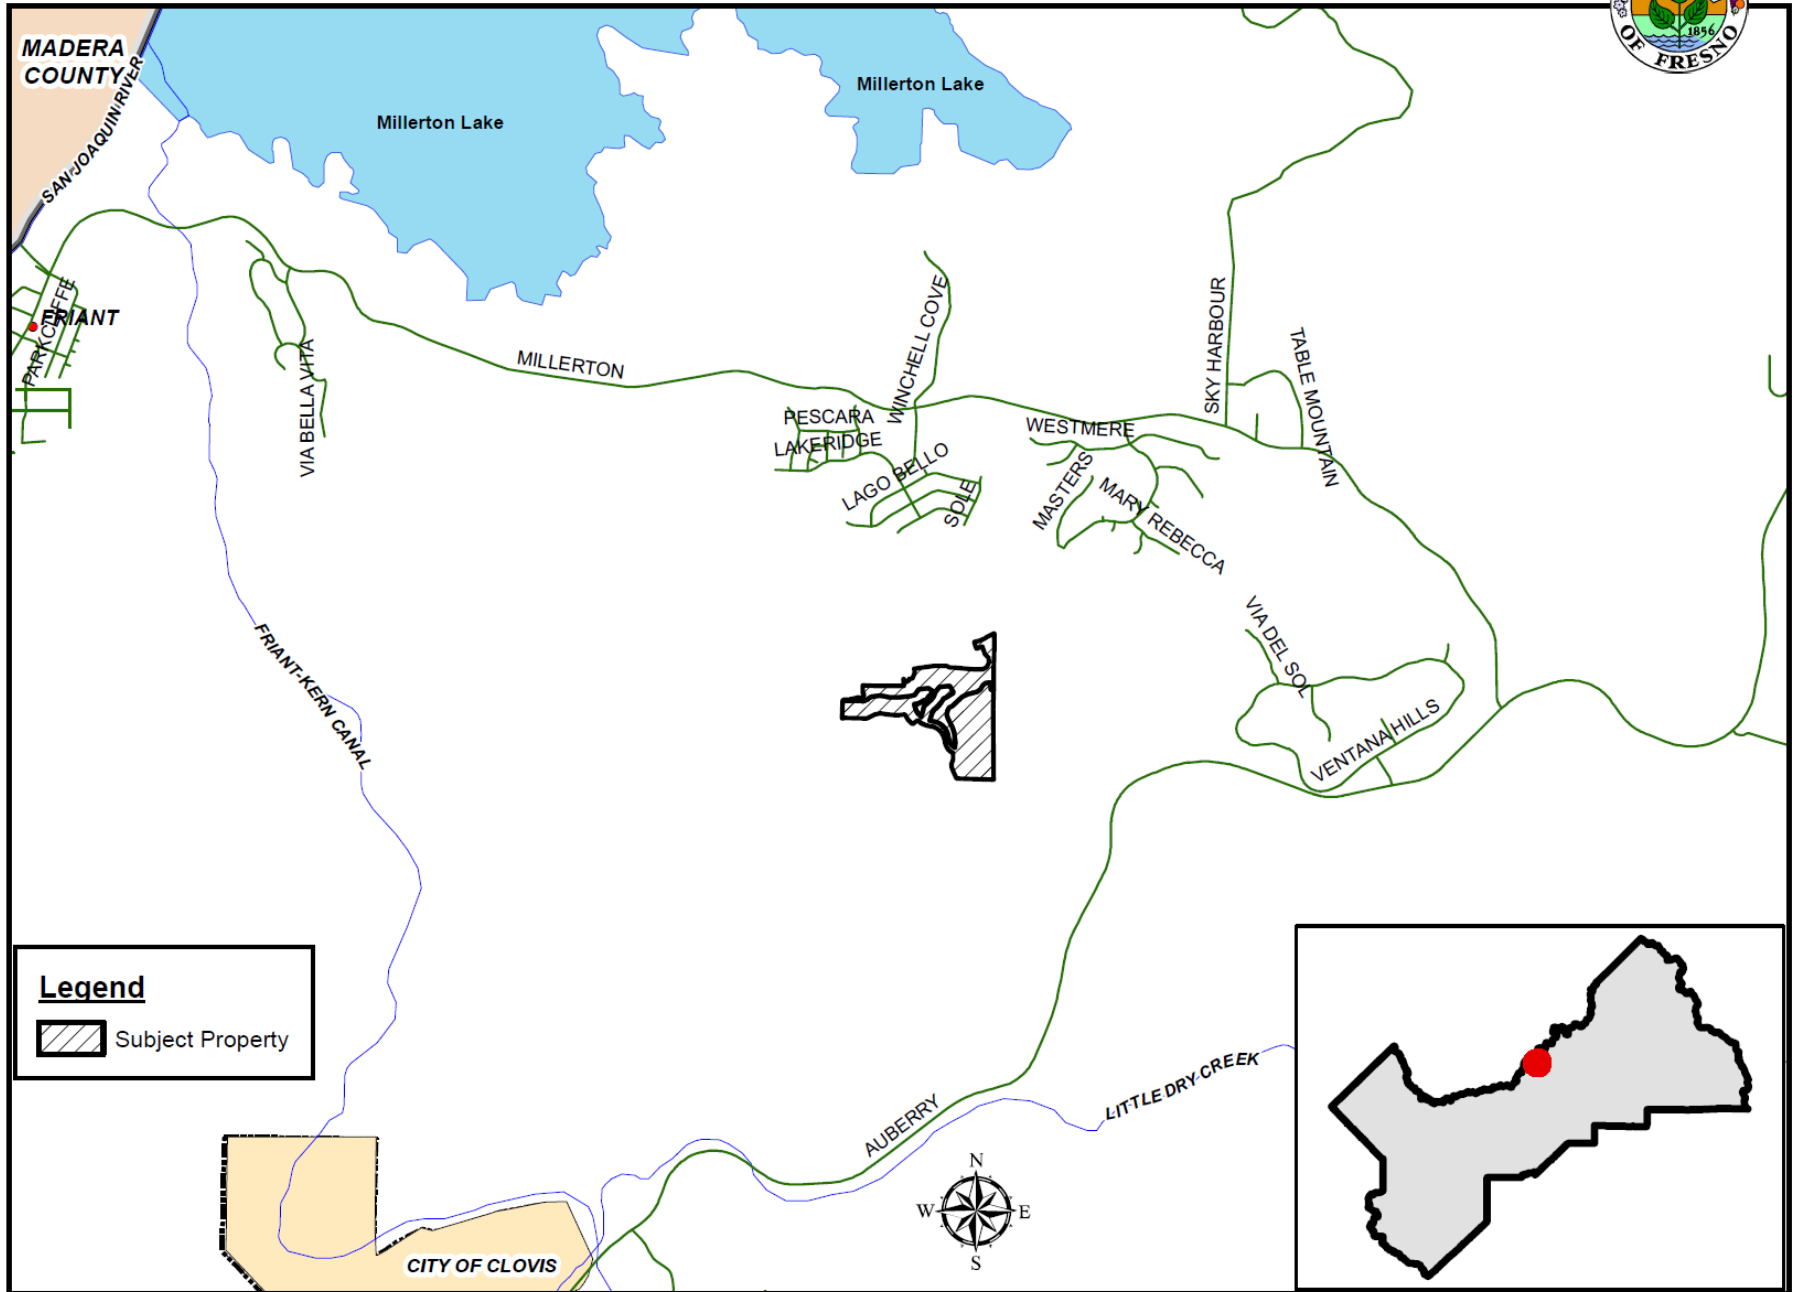 1856
OF FRESNO
MADERA
COUNTY
SAN JOAQUIN RIVER
Millerton Lake
Millerton Lake
FRIANT
PARKCLIFFE
VIA BELLA VITA
MILLERTON
WINCHELL COVE
PESCARA
LAKERIDGE
LAGO BELLO
SOLE
WESTMERE
MASTERS
MARY REBECCA
SKY HARBOUR
TABLE MOUNTAIN
VIA DEL SOL
VENTANA HILLS
FRIANT-KERN CANAL
Legend
Subject Property
AUBERRY
LITTLE DRY CREEK
CITY OF CLOVIS
N
W E
S